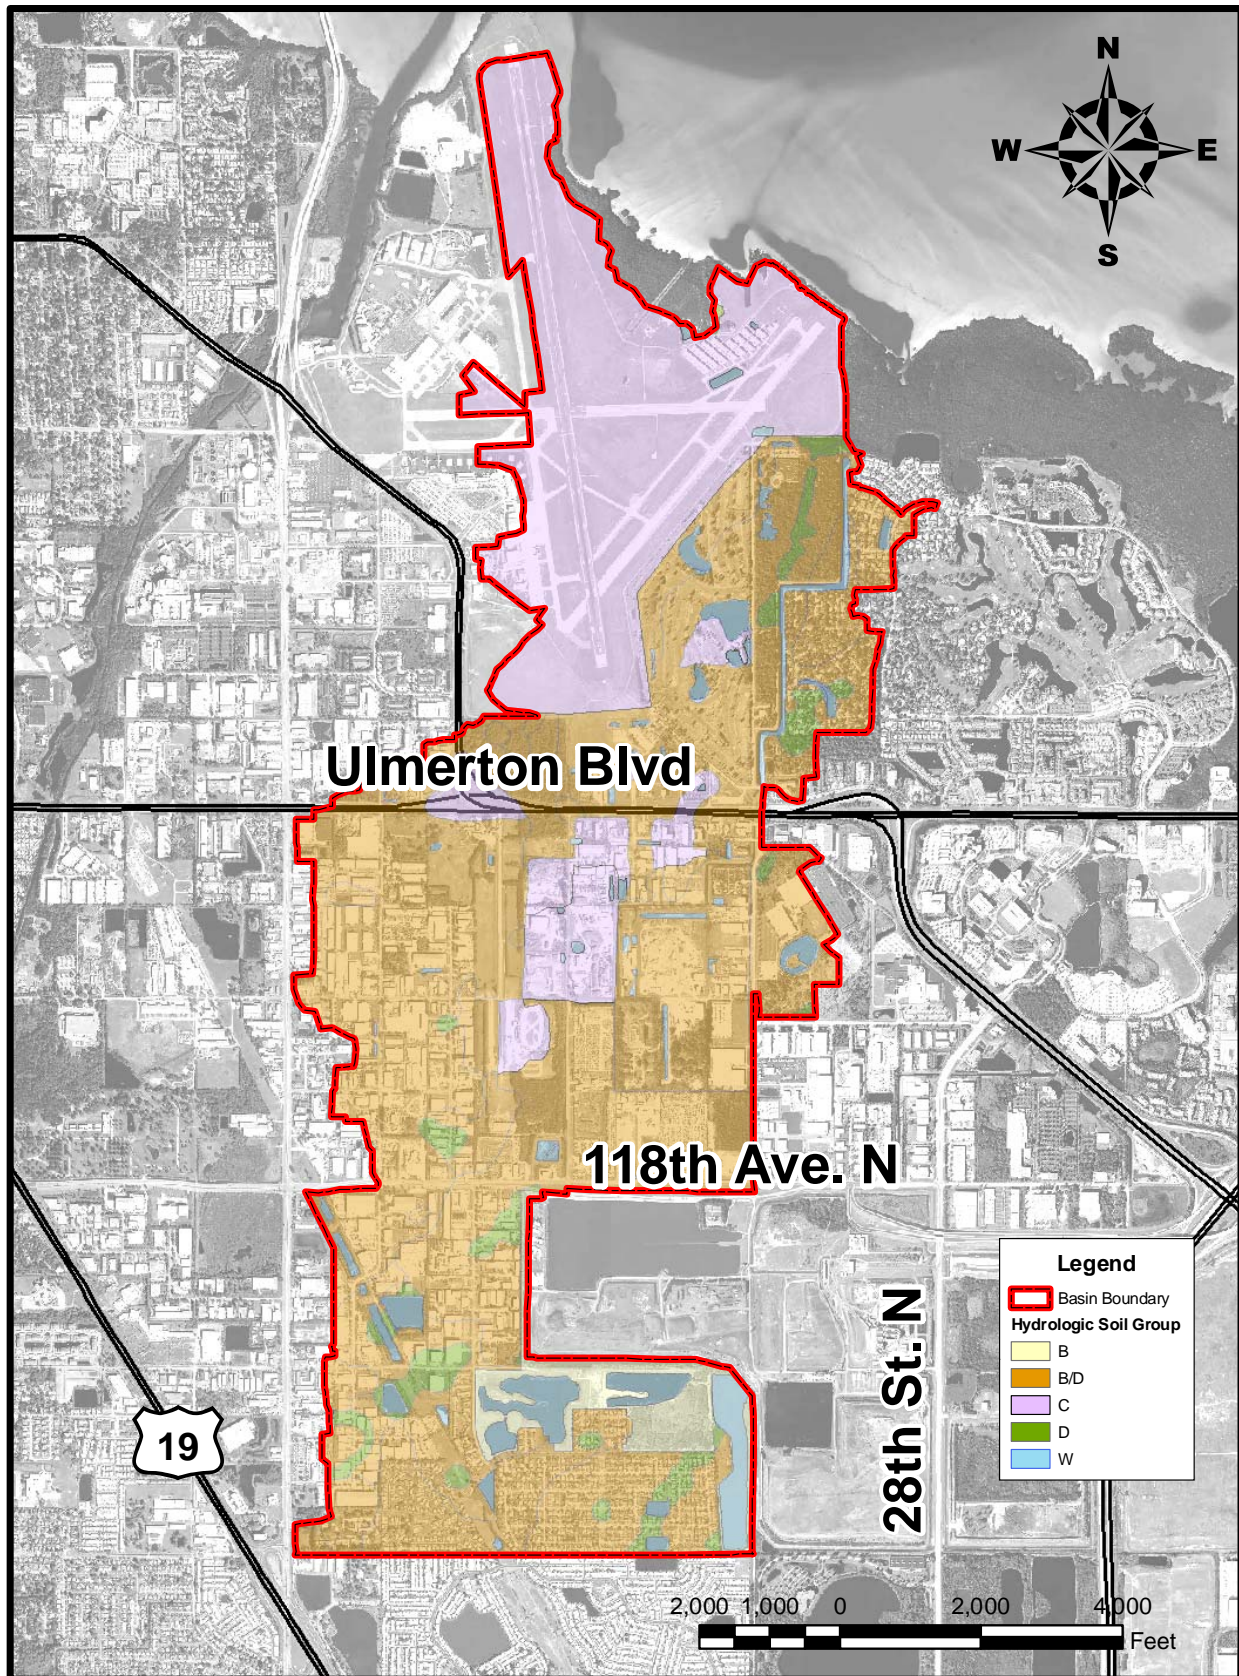 N
W E
S
Ulmerton Blvd
118th Ave. N
28th St. N
19
Legend
Basin Boundary
Hydrologic Soil Group
B
B/D
C
D
W
2,000 1,000 0 2,000 4,000
Feet